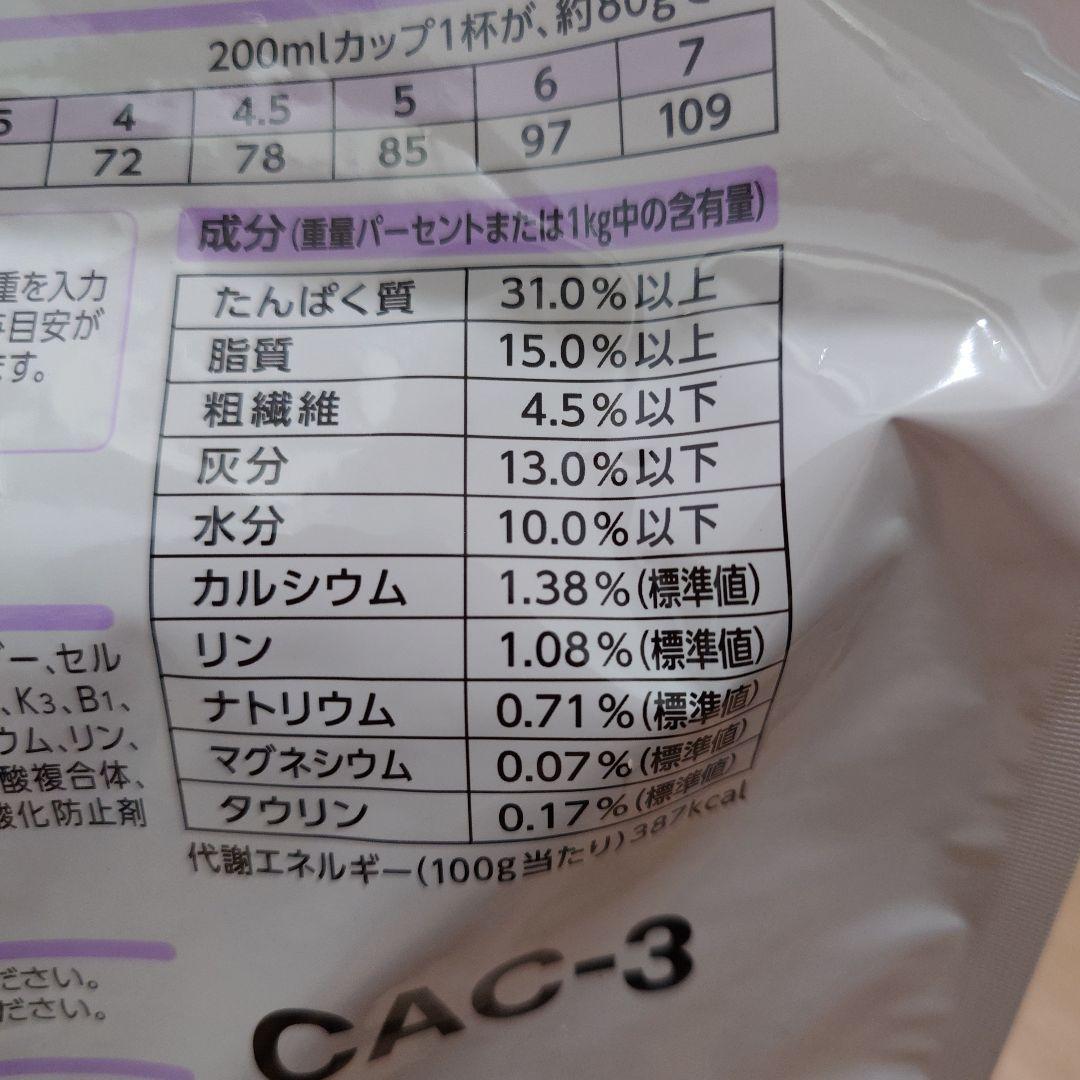 200mlカップ1杯が、約80g
5 4 4.5 5 6 7
72 78 85 97 109
成分(重量パーセントまたは1kg中の含有量)
たんぱく質 31.0%以上
脂質 15.0%以上
粗繊維 4.5%以下
灰分 13.0%以下
水分 10.0%以下
カルシウム 1.38%(標準値)
リン 1.08%(標準値)
ナトリウム 0.71%(標準値)
マグネシウム 0.07%(標準値)
タウリン 0.17%(標準値)
代謝エネルギー(100g当たり)387kcal
重を入力
目安が
す。
ー、セル
、K3、B1、
ウム、リン、
酸複合体、
酸化防止剤
ださい。
ださい。
CAC-3